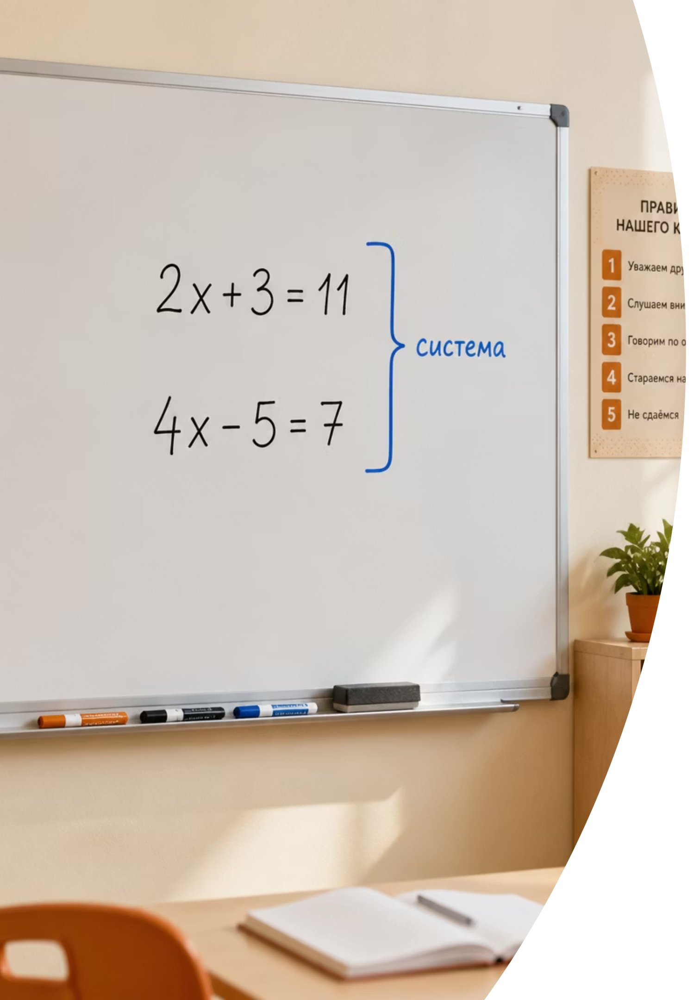 2x+3=11
система
4x-5=7
ПРАВИ
НАШЕГО К
1 Уважаем дру
2 Слушаем вни
3 Говорим по о
4 Стараемся на
5 Не сдаёмся